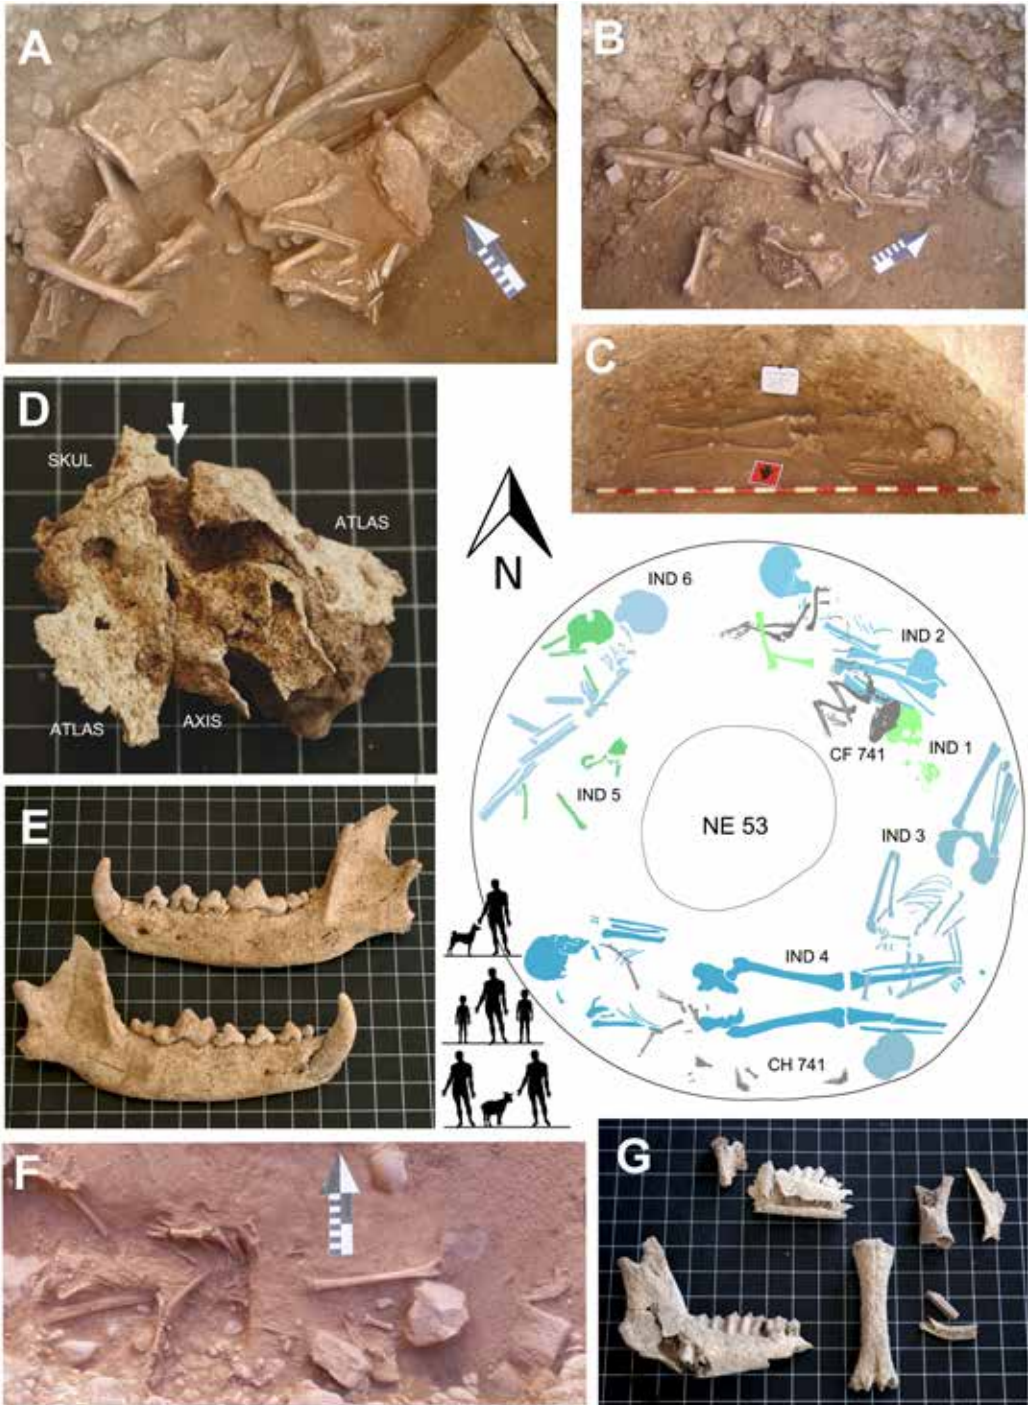 A
B
C
D
SKUL
ATLAS
ATLAS
AXIS
N
IND 6
IND 2
IND 1
CF 741
IND 5
NE 53
IND 3
IND 4
CH 741
E
F
G